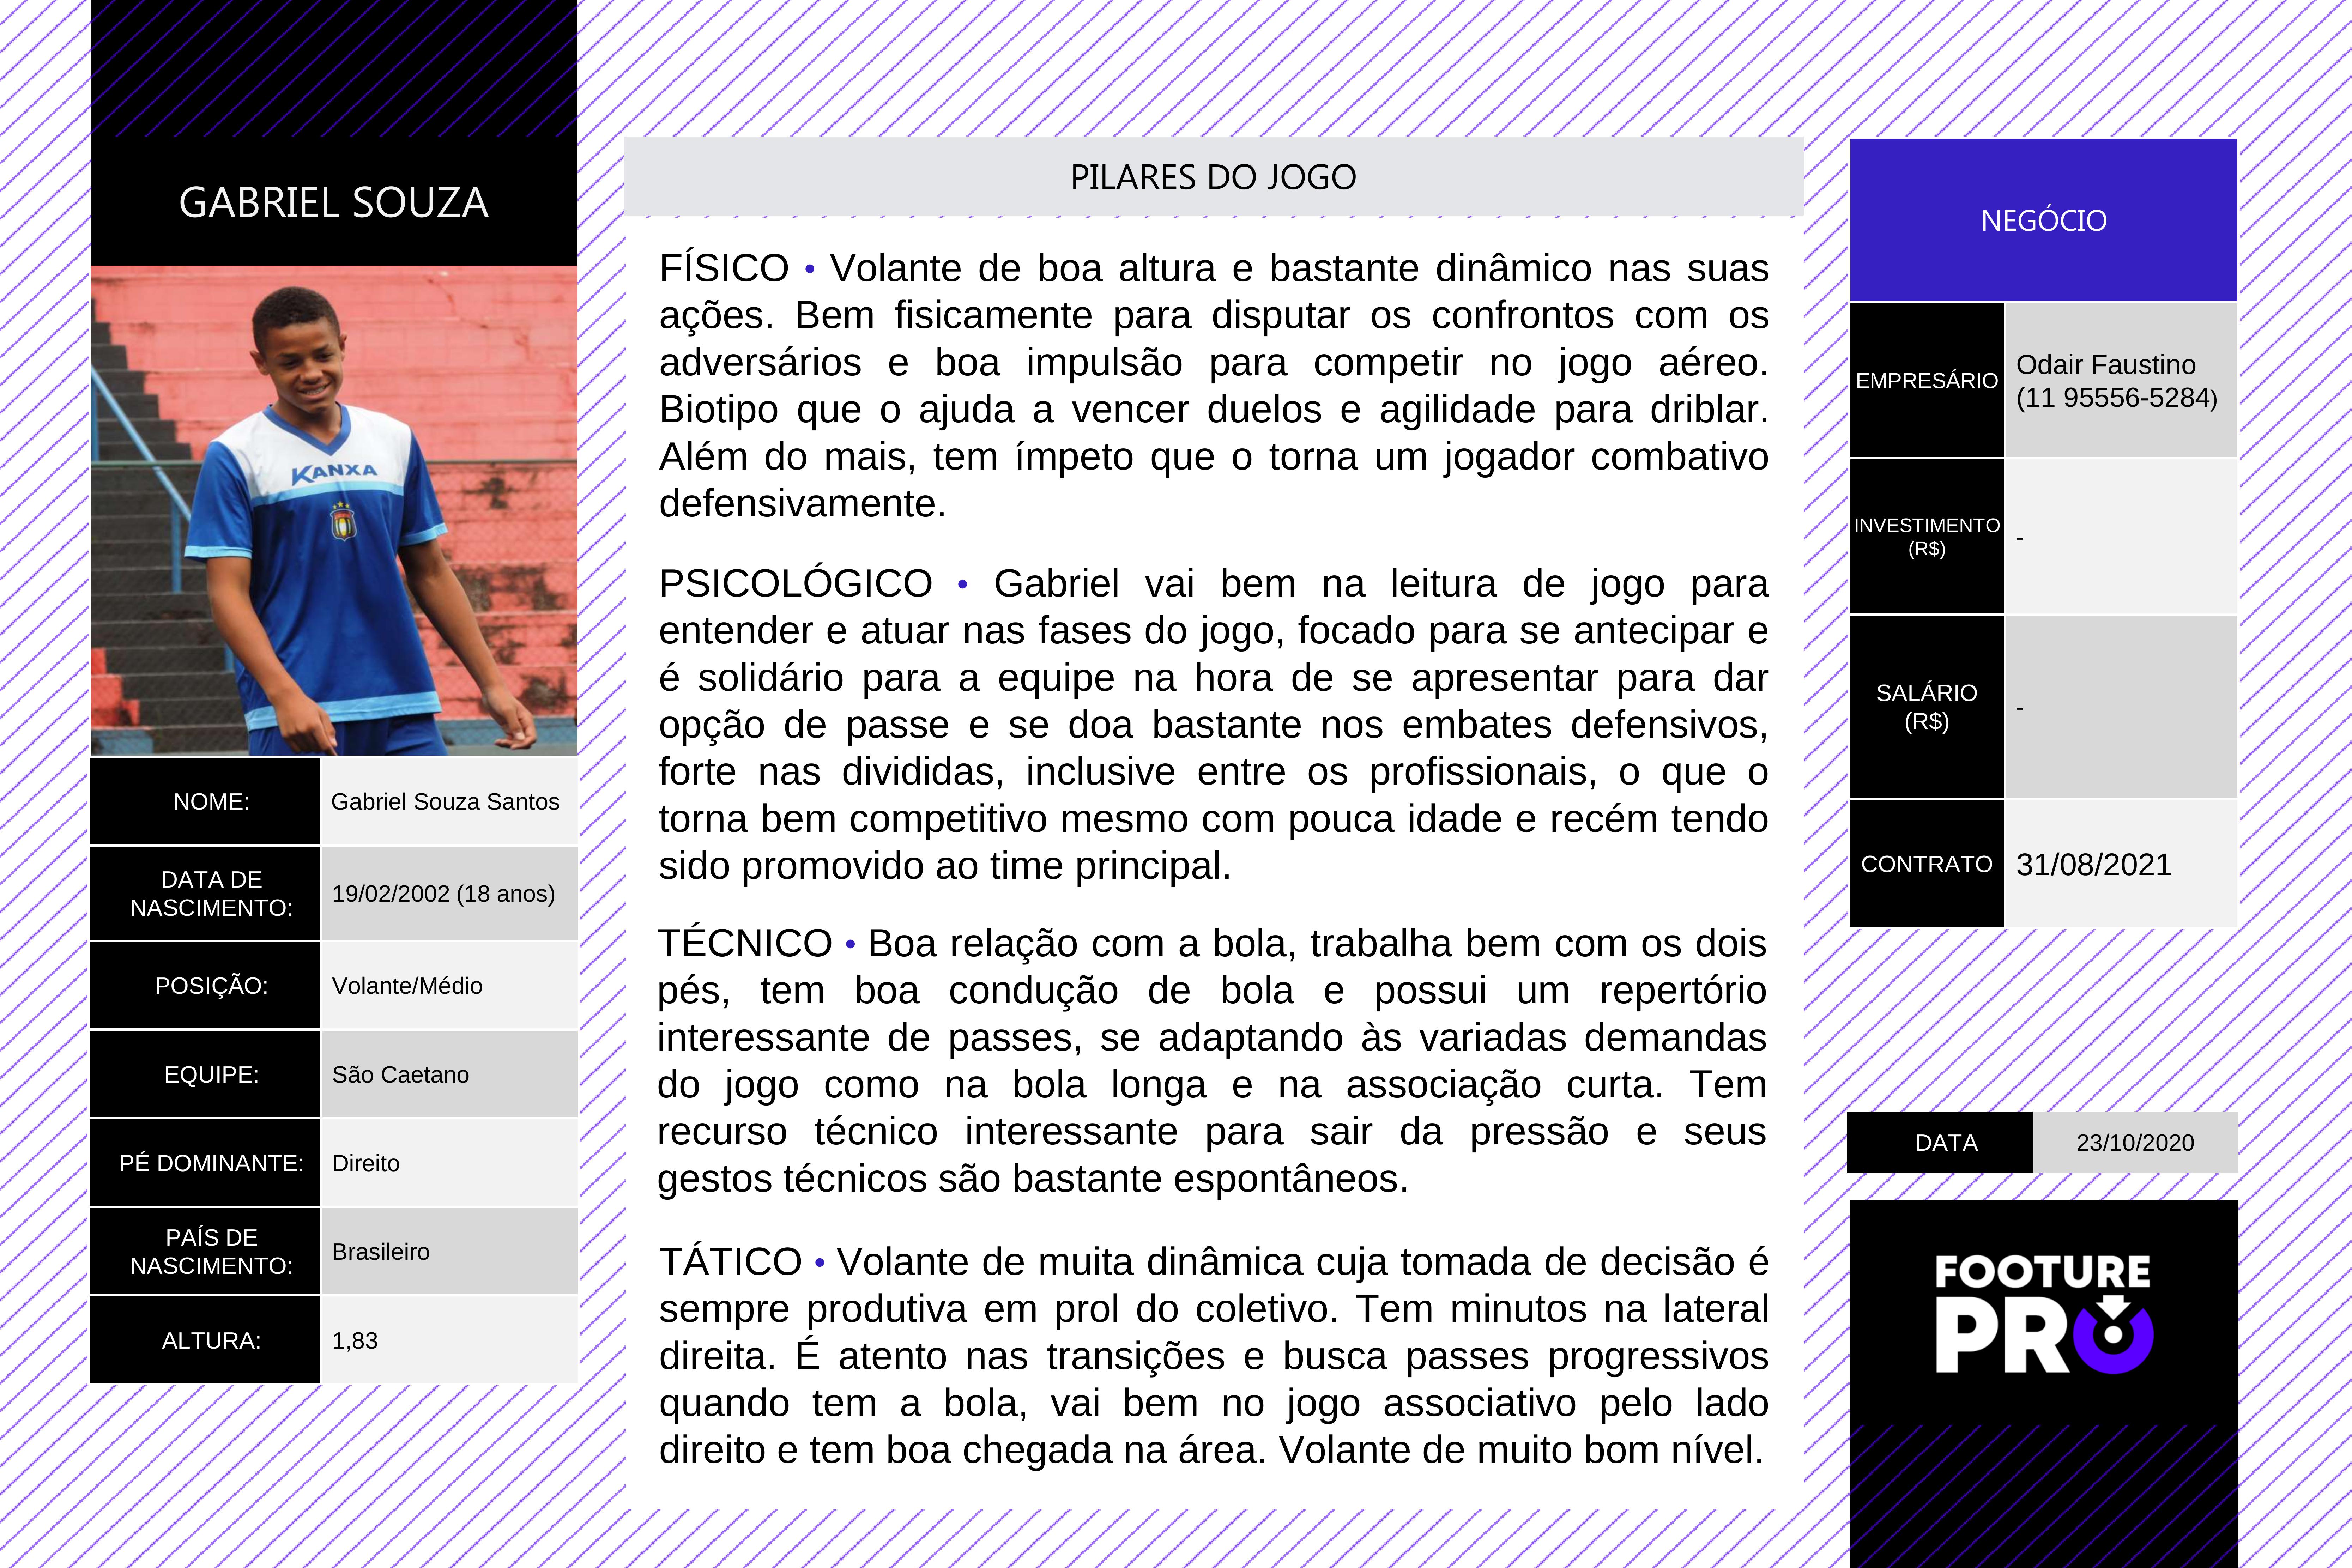 GABRIEL SOUZA
KANXA
NOME: Gabriel Souza Santos
DATA DE
NASCIMENTO: 19/02/2002 (18 anos)
POSIÇÃO: Volante/Médio
EQUIPE: São Caetano
PÉ DOMINANTE: Direito
PAÍS DE
NASCIMENTO: Brasileiro
ALTURA: 1,83
PILARES DO JOGO
FÍSICO • Volante de boa altura e bastante dinâmico nas suas
ações. Bem fisicamente para disputar os confrontos com os
adversários e boa impulsão para competir no jogo aéreo.
Biotipo que o ajuda a vencer duelos e agilidade para driblar.
Além do mais, tem ímpeto que o torna um jogador combativo
defensivamente.
PSICOLÓGICO • Gabriel vai bem na leitura de jogo para
entender e atuar nas fases do jogo, focado para se antecipar e
é solidário para a equipe na hora de se apresentar para dar
opção de passe e se doa bastante nos embates defensivos,
forte nas divididas, inclusive entre os profissionais, o que o
torna bem competitivo mesmo com pouca idade e recém tendo
sido promovido ao time principal.
TÉCNICO • Boa relação com a bola, trabalha bem com os dois
pés, tem boa condução de bola e possui um repertório
interessante de passes, se adaptando às variadas demandas
do jogo como na bola longa e na associação curta. Tem
recurso técnico interessante para sair da pressão e seus
gestos técnicos são bastante espontâneos.
TÁTICO • Volante de muita dinâmica cuja tomada de decisão é
sempre produtiva em prol do coletivo. Tem minutos na lateral
direita. É atento nas transições e busca passes progressivos
quando tem a bola, vai bem no jogo associativo pelo lado
direito e tem boa chegada na área. Volante de muito bom nível.
NEGÓCIO
EMPRESÁRIO Odair Faustino
(11 95556-5284)
INVESTIMENTO
(R$) -
SALÁRIO
(R$) -
CONTRATO 31/08/2021
DATA 23/10/2020
FOOTURE
PRO